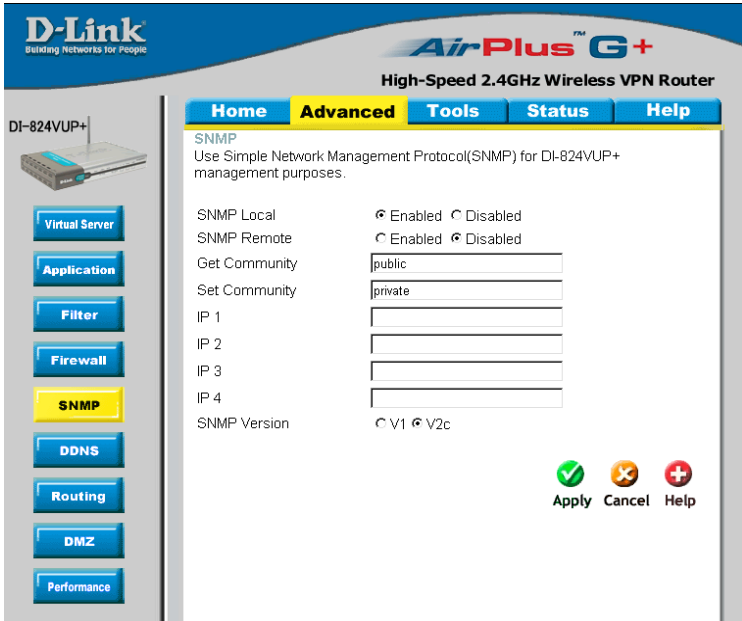 D-Link
Building Networks for People
AirPlus™ G+
High-Speed 2.4GHz Wireless VPN Router
DI-824VUP+
Home Advanced Tools Status Help
SNMP
Use Simple Network Management Protocol(SNMP) for DI-824VUP+
management purposes.
SNMP Local Enabled Disabled
SNMP Remote Enabled Disabled
Get Community public
Set Community private
IP 1
IP 2
IP 3
IP 4
SNMP Version V1 V2c
Apply Cancel Help
Virtual Server
Application
Filter
Firewall
SNMP
DDNS
Routing
DMZ
Performance